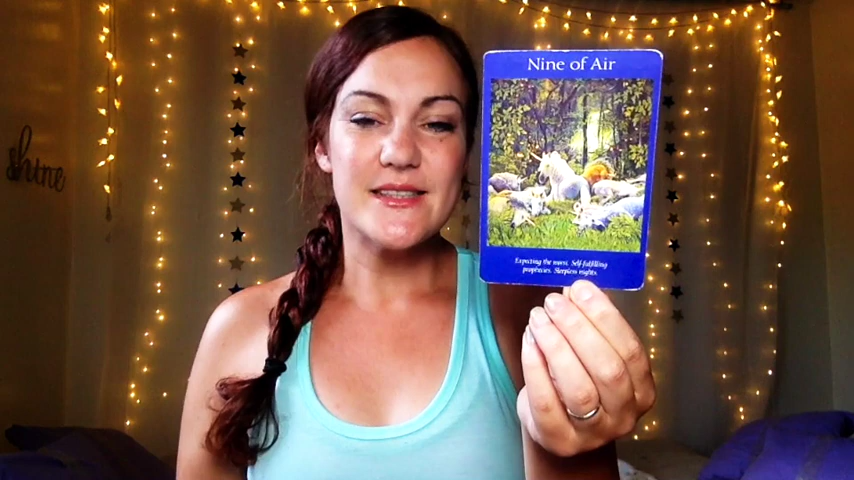 shine
Nine of Air
Expecting the worst. Self-fulfilling
prophecies. Sleepless nights.